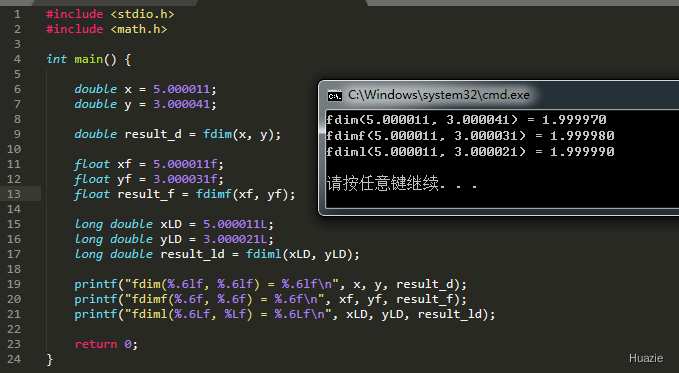 1 #include <stdio.h>
2 #include <math.h>
3
4 int main() {
5
6 double x = 5.000011;
7 double y = 3.000041;
8
9 double result_d = fdim(x, y);
10
11 float xf = 5.000011f;
12 float yf = 3.000031f;
13 float result_f = fdimf(xf, yf);
14
15 long double xLD = 5.000011L;
16 long double yLD = 3.000021L;
17 long double result_ld = fdiml(xLD, yLD);
18
19 printf("fdim(%.6lf, %.6lf) = %.6lf\n", x, y, result_d);
20 printf("fdimf(%.6f, %.6f) = %.6f\n", xf, yf, result_f);
21 printf("fdiml(%.6Lf, %Lf) = %.6Lf\n", xLD, yLD, result_ld);
22
23 return 0;
24 }
C:\Windows\system32\cmd.exe
fdim(5.000011, 3.000041) = 1.999970
fdimf(5.000011, 3.000031) = 1.999980
fdiml(5.000011, 3.000021) = 1.999990
请按任意键继续. . .
Huazie